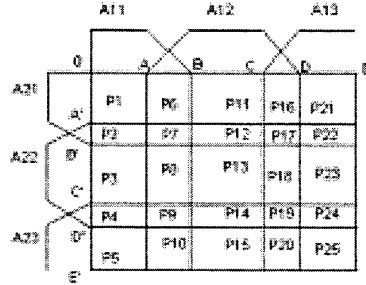 A11 A12 A13
0 A B C D E
A21
P1 P6 P11 P16 P21
A'
P2 P7 P12 P17 P22
A22 B'
P3 P8 P13 P18 P23
C'
P4 P9 P14 P19 P24
A23 D'
P5 P10 P15 P20 P25
E'